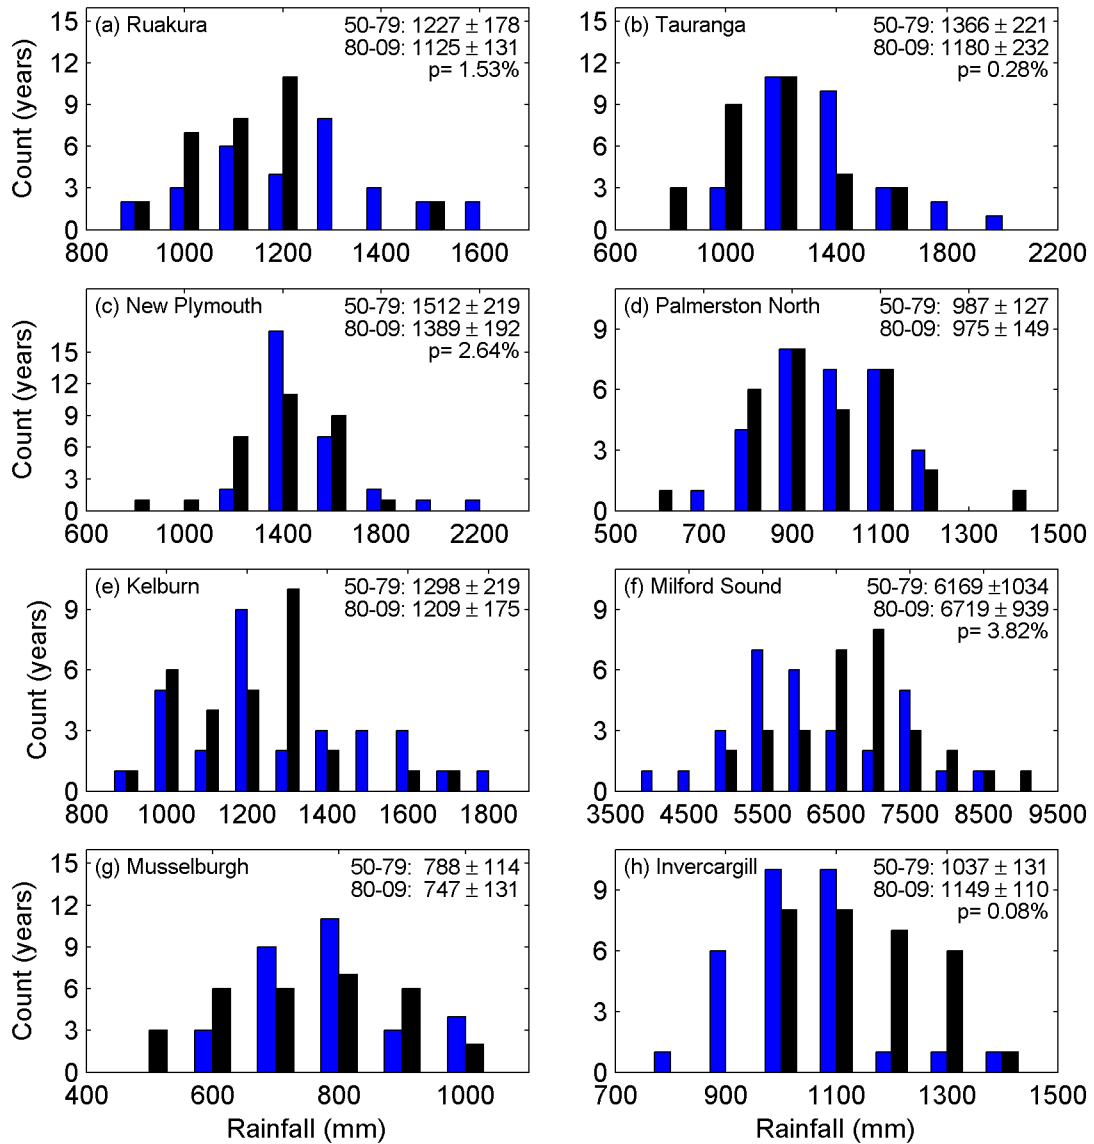 (a) Ruakura
50-79: 1227 ± 178
80-09: 1125 ± 131
p= 1.53%
Count (years)
0
3
6
9
12
15
800
1000
1200
1400
1600
(b) Tauranga
50-79: 1366 ± 221
80-09: 1180 ± 232
p= 0.28%
0
3
6
9
12
15
600
1000
1400
1800
2200
(c) New Plymouth
50-79: 1512 ± 219
80-09: 1389 ± 192
p= 2.64%
Count (years)
0
3
6
9
12
15
600
1000
1400
1800
2200
(d) Palmerston North
50-79: 987 ± 127
80-09: 975 ± 149
0
3
6
9
500
700
900
1100
1300
1500
(e) Kelburn
50-79: 1298 ± 219
80-09: 1209 ± 175
Count (years)
0
3
6
9
800
1000
1200
1400
1600
1800
(f) Milford Sound
50-79: 6169 ±1034
80-09: 6719 ± 939
p= 3.82%
0
3
6
9
3500
4500
5500
6500
7500
8500
9500
(g) Musselburgh
50-79: 788 ± 114
80-09: 747 ± 131
Count (years)
0
3
6
9
12
15
400
600
800
1000
Rainfall (mm)
(h) Invercargill
50-79: 1037 ± 131
80-09: 1149 ± 110
p= 0.08%
0
3
6
9
700
900
1100
1300
1500
Rainfall (mm)